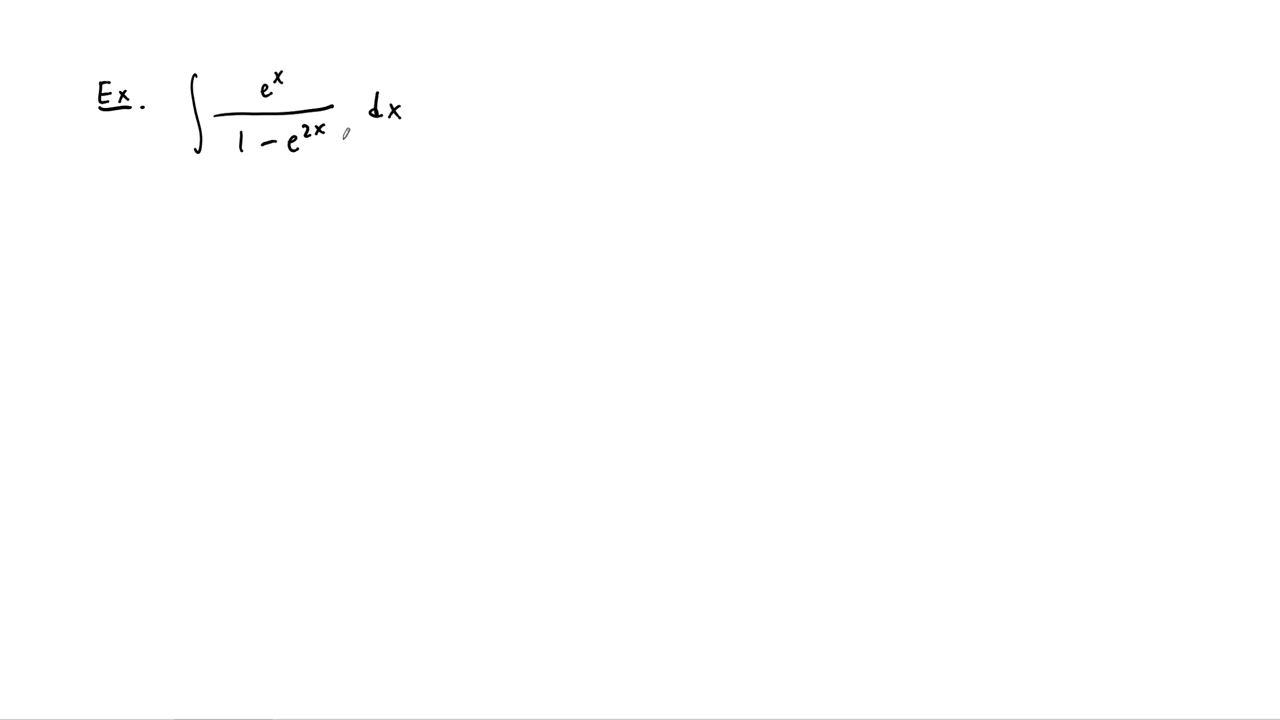 Ex. ∫ e^x / (1 - e^{2x}) dx